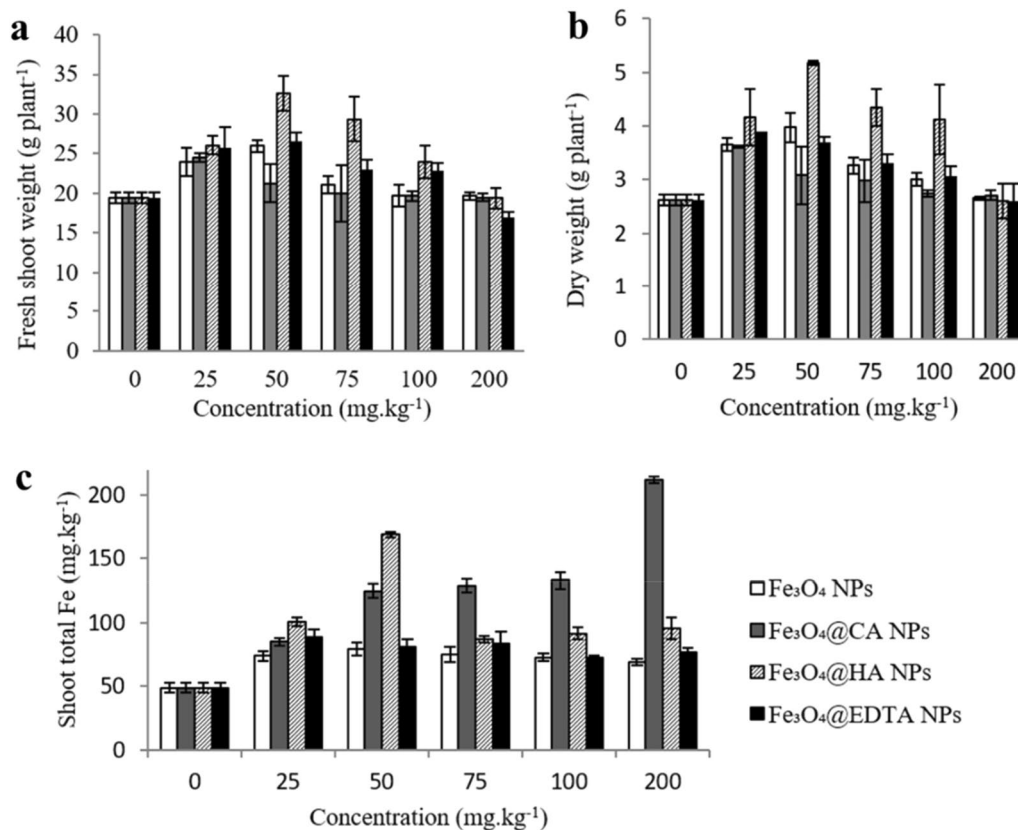 a
Fresh shoot weight (g plant⁻¹)
40
35
30
25
20
15
10
5
0
0 25 50 75 100 200
Concentration (mg.kg⁻¹)
b
Dry weight (g plant⁻¹)
6
5
4
3
2
1
0
0 25 50 75 100 200
Concentration (mg.kg⁻¹)
c
Shoot total Fe (mg.kg⁻¹)
200
150
100
50
0
0 25 50 75 100 200
Concentration (mg.kg⁻¹)
Fe₃O₄ NPs
Fe₃O₄@CA NPs
Fe₃O₄@HA NPs
Fe₃O₄@EDTA NPs